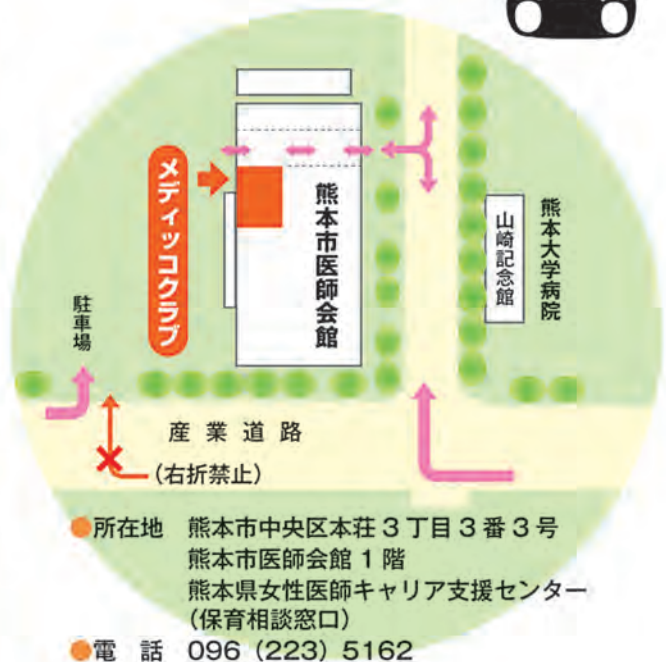 メディッコクラブ
熊本市医師会館
山崎記念館
熊本大学病院
駐車場
産業道路
(右折禁止)
●所在地 熊本市中央区本荘3丁目3番3号
熊本市医師会館 1階
熊本県女性医師キャリア支援センター
(保育相談窓口)
●電 話 096(223)5162